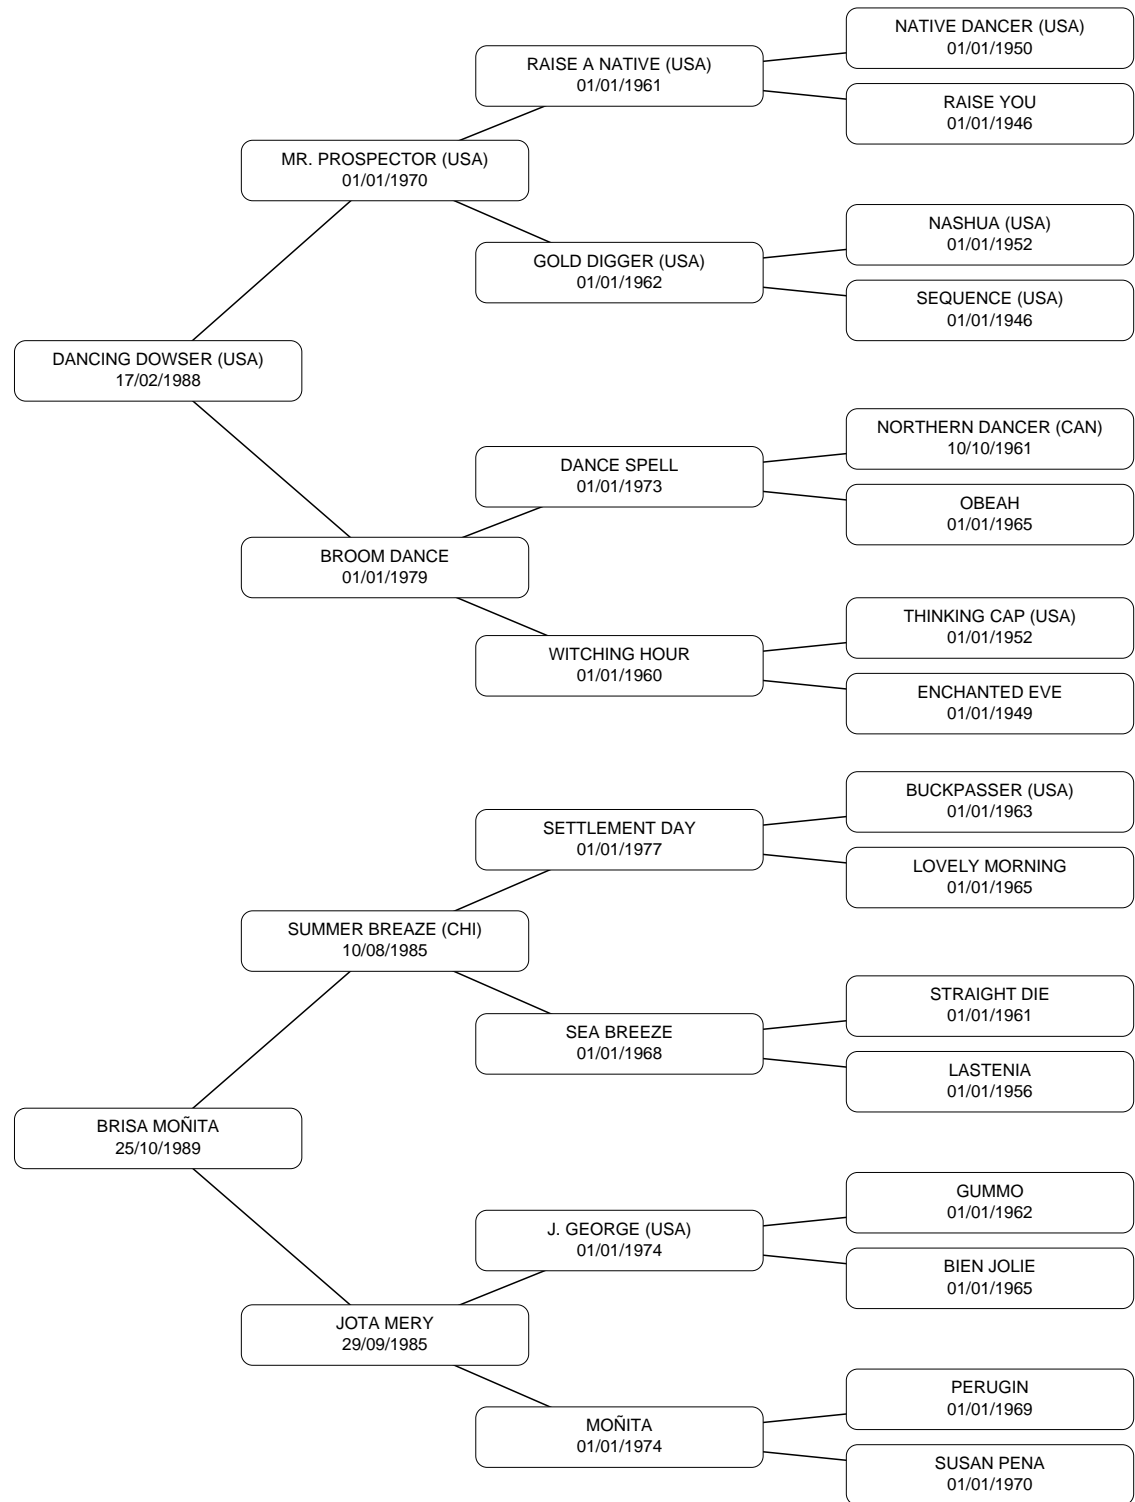 NATIVE DANCER (USA)
01/01/1950
RAISE A NATIVE (USA)
01/01/1961
RAISE YOU
01/01/1946
MR. PROSPECTOR (USA)
01/01/1970
NASHUA (USA)
01/01/1952
GOLD DIGGER (USA)
01/01/1962
SEQUENCE (USA)
01/01/1946
DANCING DOWSER (USA)
17/02/1988
NORTHERN DANCER (CAN)
10/10/1961
DANCE SPELL
01/01/1973
OBEAH
01/01/1965
BROOM DANCE
01/01/1979
THINKING CAP (USA)
01/01/1952
WITCHING HOUR
01/01/1960
ENCHANTED EVE
01/01/1949
BUCKPASSER (USA)
01/01/1963
SETTLEMENT DAY
01/01/1977
LOVELY MORNING
01/01/1965
SUMMER BREAZE (CHI)
10/08/1985
STRAIGHT DIE
01/01/1961
SEA BREEZE
01/01/1968
LASTENIA
01/01/1956
BRISA MOÑITA
25/10/1989
GUMMO
01/01/1962
J. GEORGE (USA)
01/01/1974
BIEN JOLIE
01/01/1965
JOTA MERY
29/09/1985
PERUGIN
01/01/1969
MOÑITA
01/01/1974
SUSAN PENA
01/01/1970